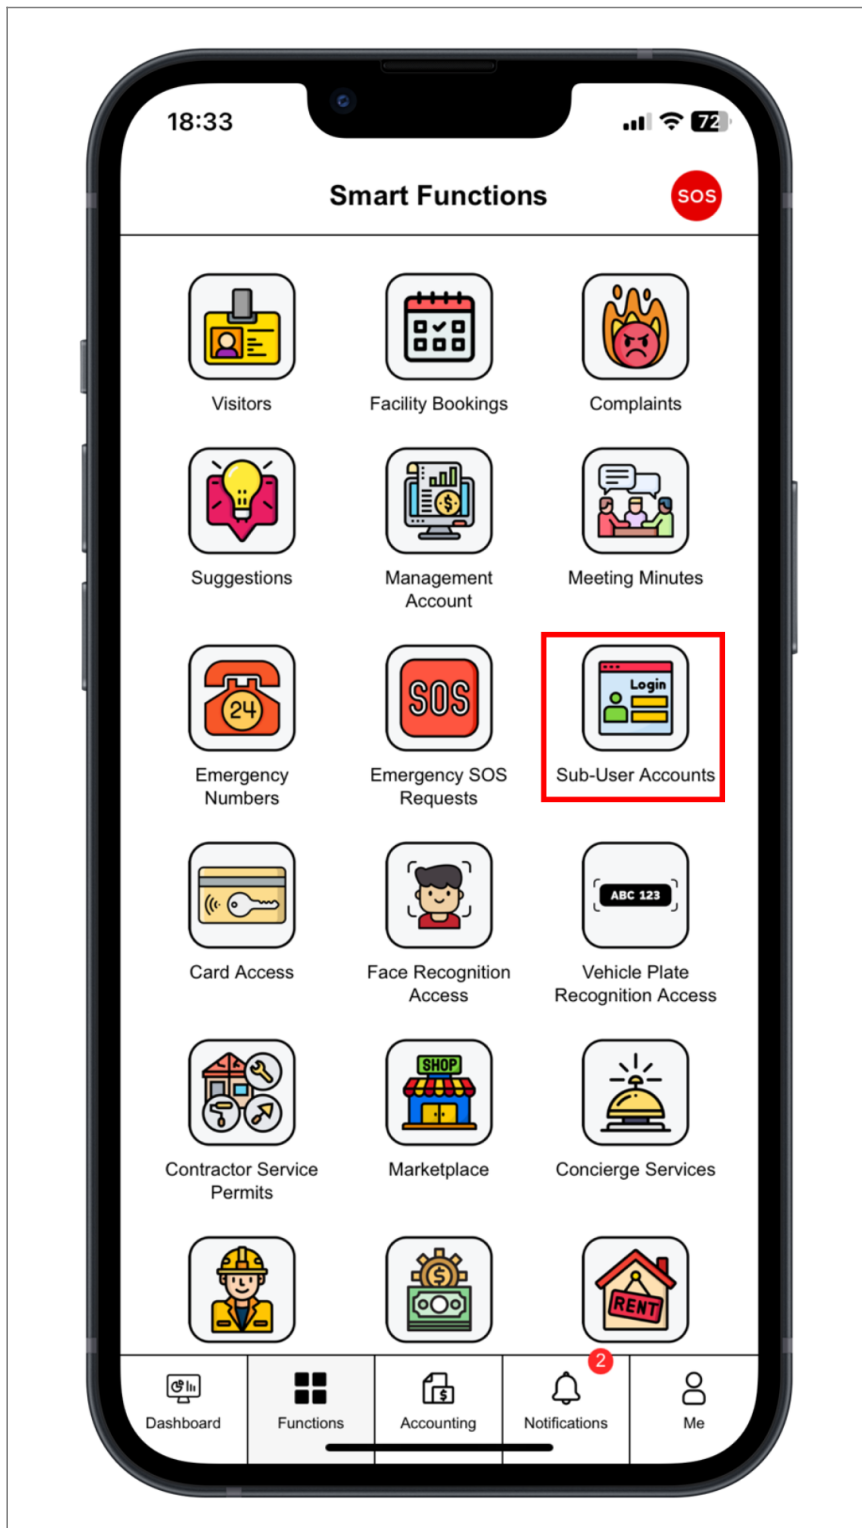 18:33
72
Smart Functions
SOS
Visitors
Facility Bookings
Complaints
Suggestions
Management
Account
Meeting Minutes
24
SOS
Login
Emergency
Numbers
Emergency SOS
Requests
Sub-User Accounts
ABC 123
Card Access
Face Recognition
Access
Vehicle Plate
Recognition Access
SHOP
Contractor Service
Permits
Marketplace
Concierge Services
$
RENT
2
Dashboard
Functions
Accounting
Notifications
Me